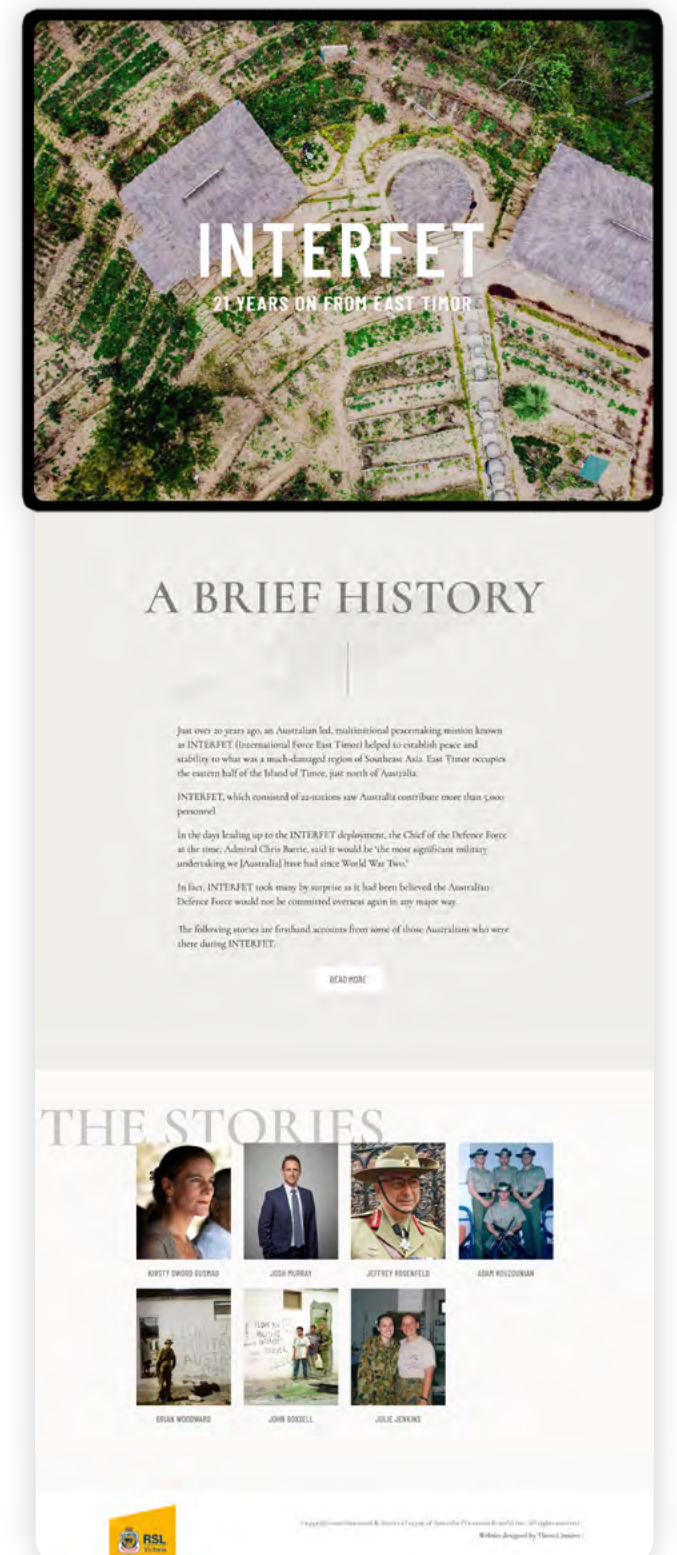 INTERFET
21 YEARS ON FROM EAST TIMOR
A BRIEF HISTORY
Just over 20 years ago, an Australian led, multinational peacemaking mission known
as INTERFET (International Force East Timor) helped to establish peace and
stability to what was a much-damaged region of Southeast Asia. East Timor occupies
the eastern half of the Island of Timor, just north of Australia.
INTERFET, which consisted of 22-nations saw Australia contribute more than 5,000
personnel.
In the days leading up to the INTERFET deployment, the Chief of the Defence Force
at the time, Admiral Chris Barrie, said it would be 'the most significant military
undertaking we [Australia] have had since World War Two.'
In fact, INTERFET took many by surprise as it had been believed the Australian
Defence Force would not be committed overseas again in any major way.
The following stories are firsthand accounts from some of those Australians who were
there during INTERFET.
READ MORE
THE STORIES
KIRSTY SWORD GUSMAO
JOSH MURRAY
JEFFREY ROSENFELD
ADAM KOUZOUNIAN
BRIAN WOODWARD
JOHN BOXSELL
JULIE JENKINS
RSL
Victoria
All rights reserved.
Website designed by